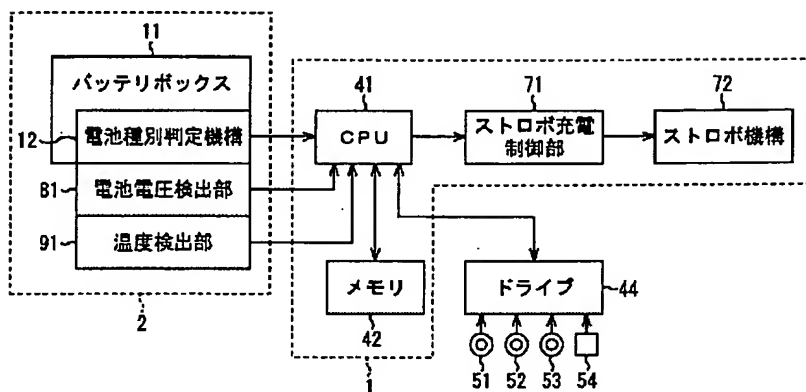 11
バッテリボックス
12
電池種別判定機構
81
電池電圧検出部
91
温度検出部
2
41
CPU
71
ストロボ充電
制御部
72
ストロボ機構
メモリ
42
ドライブ
44
51
52
53
54
1